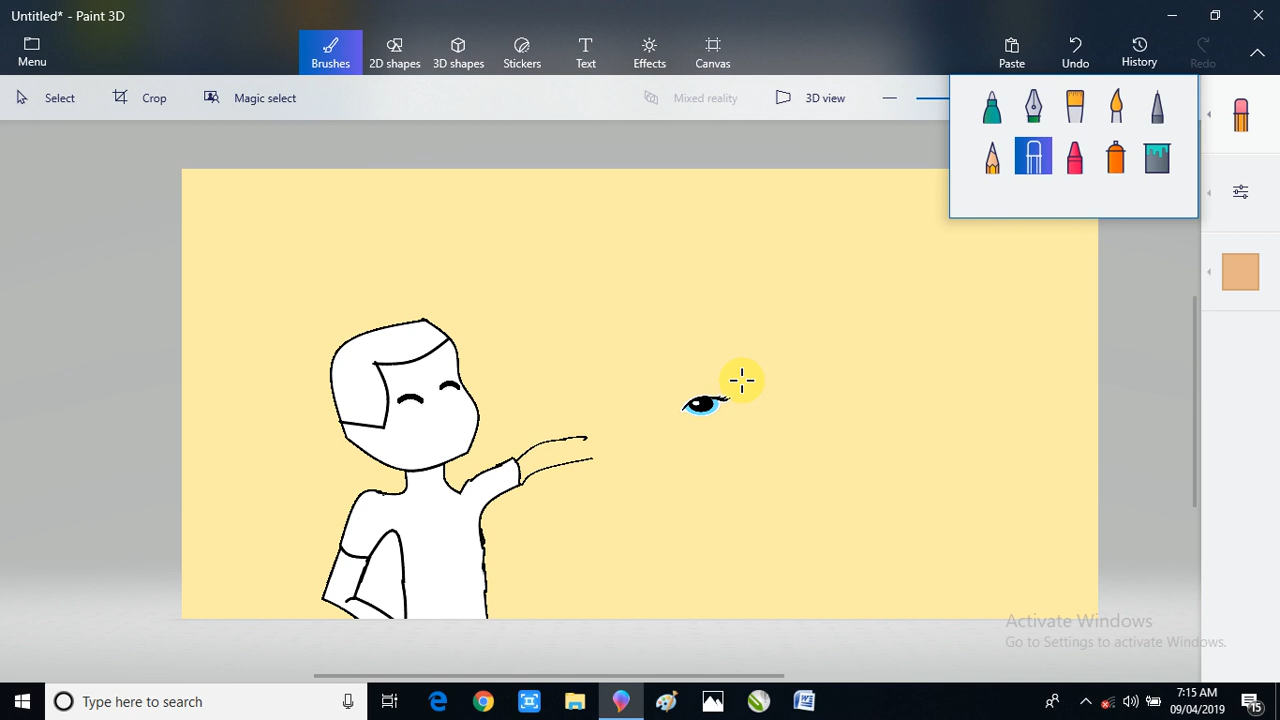 Untitled* - Paint 3D
Menu
Brushes
2D shapes
3D shapes
Stickers
Text
Effects
Canvas
Paste
Undo
History
Redo
Select
Crop
Magic select
Mixed reality
3D view
Activate Windows
Go to Settings to activate Windows.
Type here to search
7:15 AM
09/04/2019
15